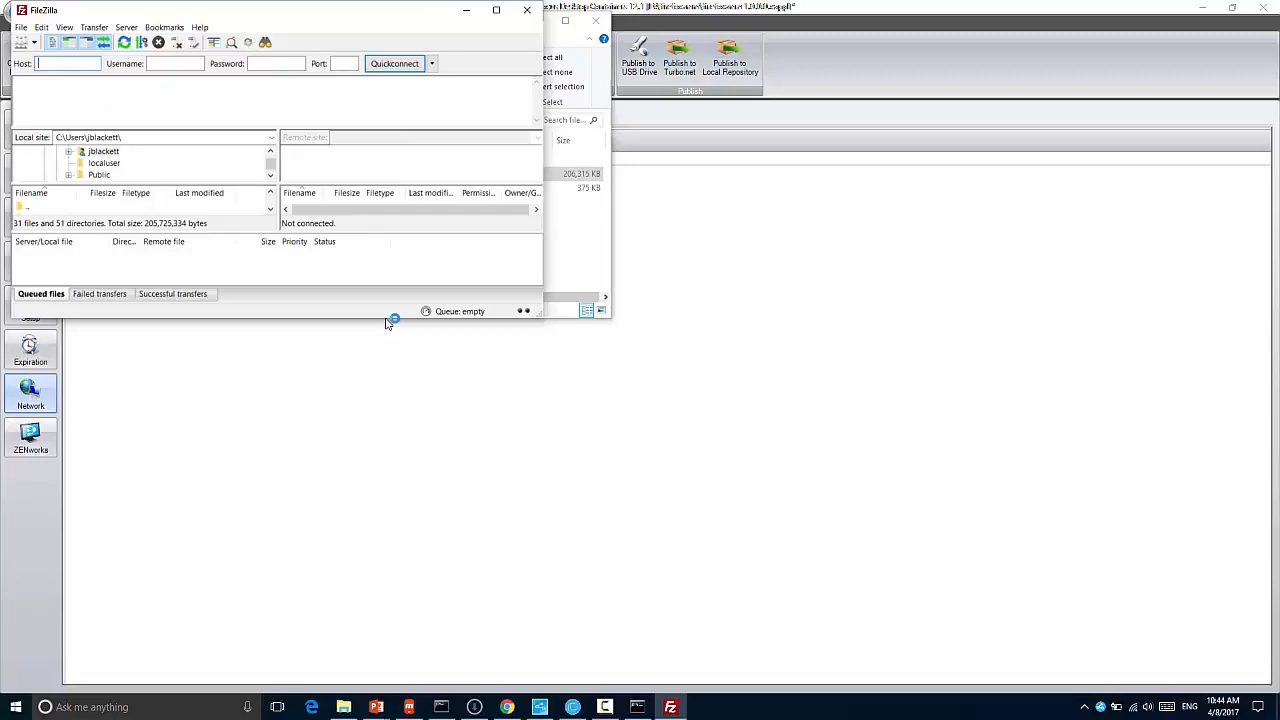 FileZilla
File Edit View Transfer Server Bookmarks Help
Host: Username: Password: Port: Quickconnect
Local site: C:\Users\jblackett\
Remote site:
jblackett
localuser
Public
Filename Filesize Filetype Last modified
Filename Filesize Filetype Last modifi... Permissi... Owner/G...
..
31 files and 51 directories. Total size: 205,725,334 bytes
Not connected.
Server/Local file Direc... Remote file Size Priority Status
Queued files Failed transfers Successful transfers
Queue: empty
ect all
ect none
ert selection
Select
Search file...
Size
206,315 KB
375 KB
Publish to USB Drive
Publish to Turbo.net
Publish to Local Repository
Publish
Setup
Expiration
Network
ZENworks
Ask me anything
ENG
10:44 AM
4/8/2017